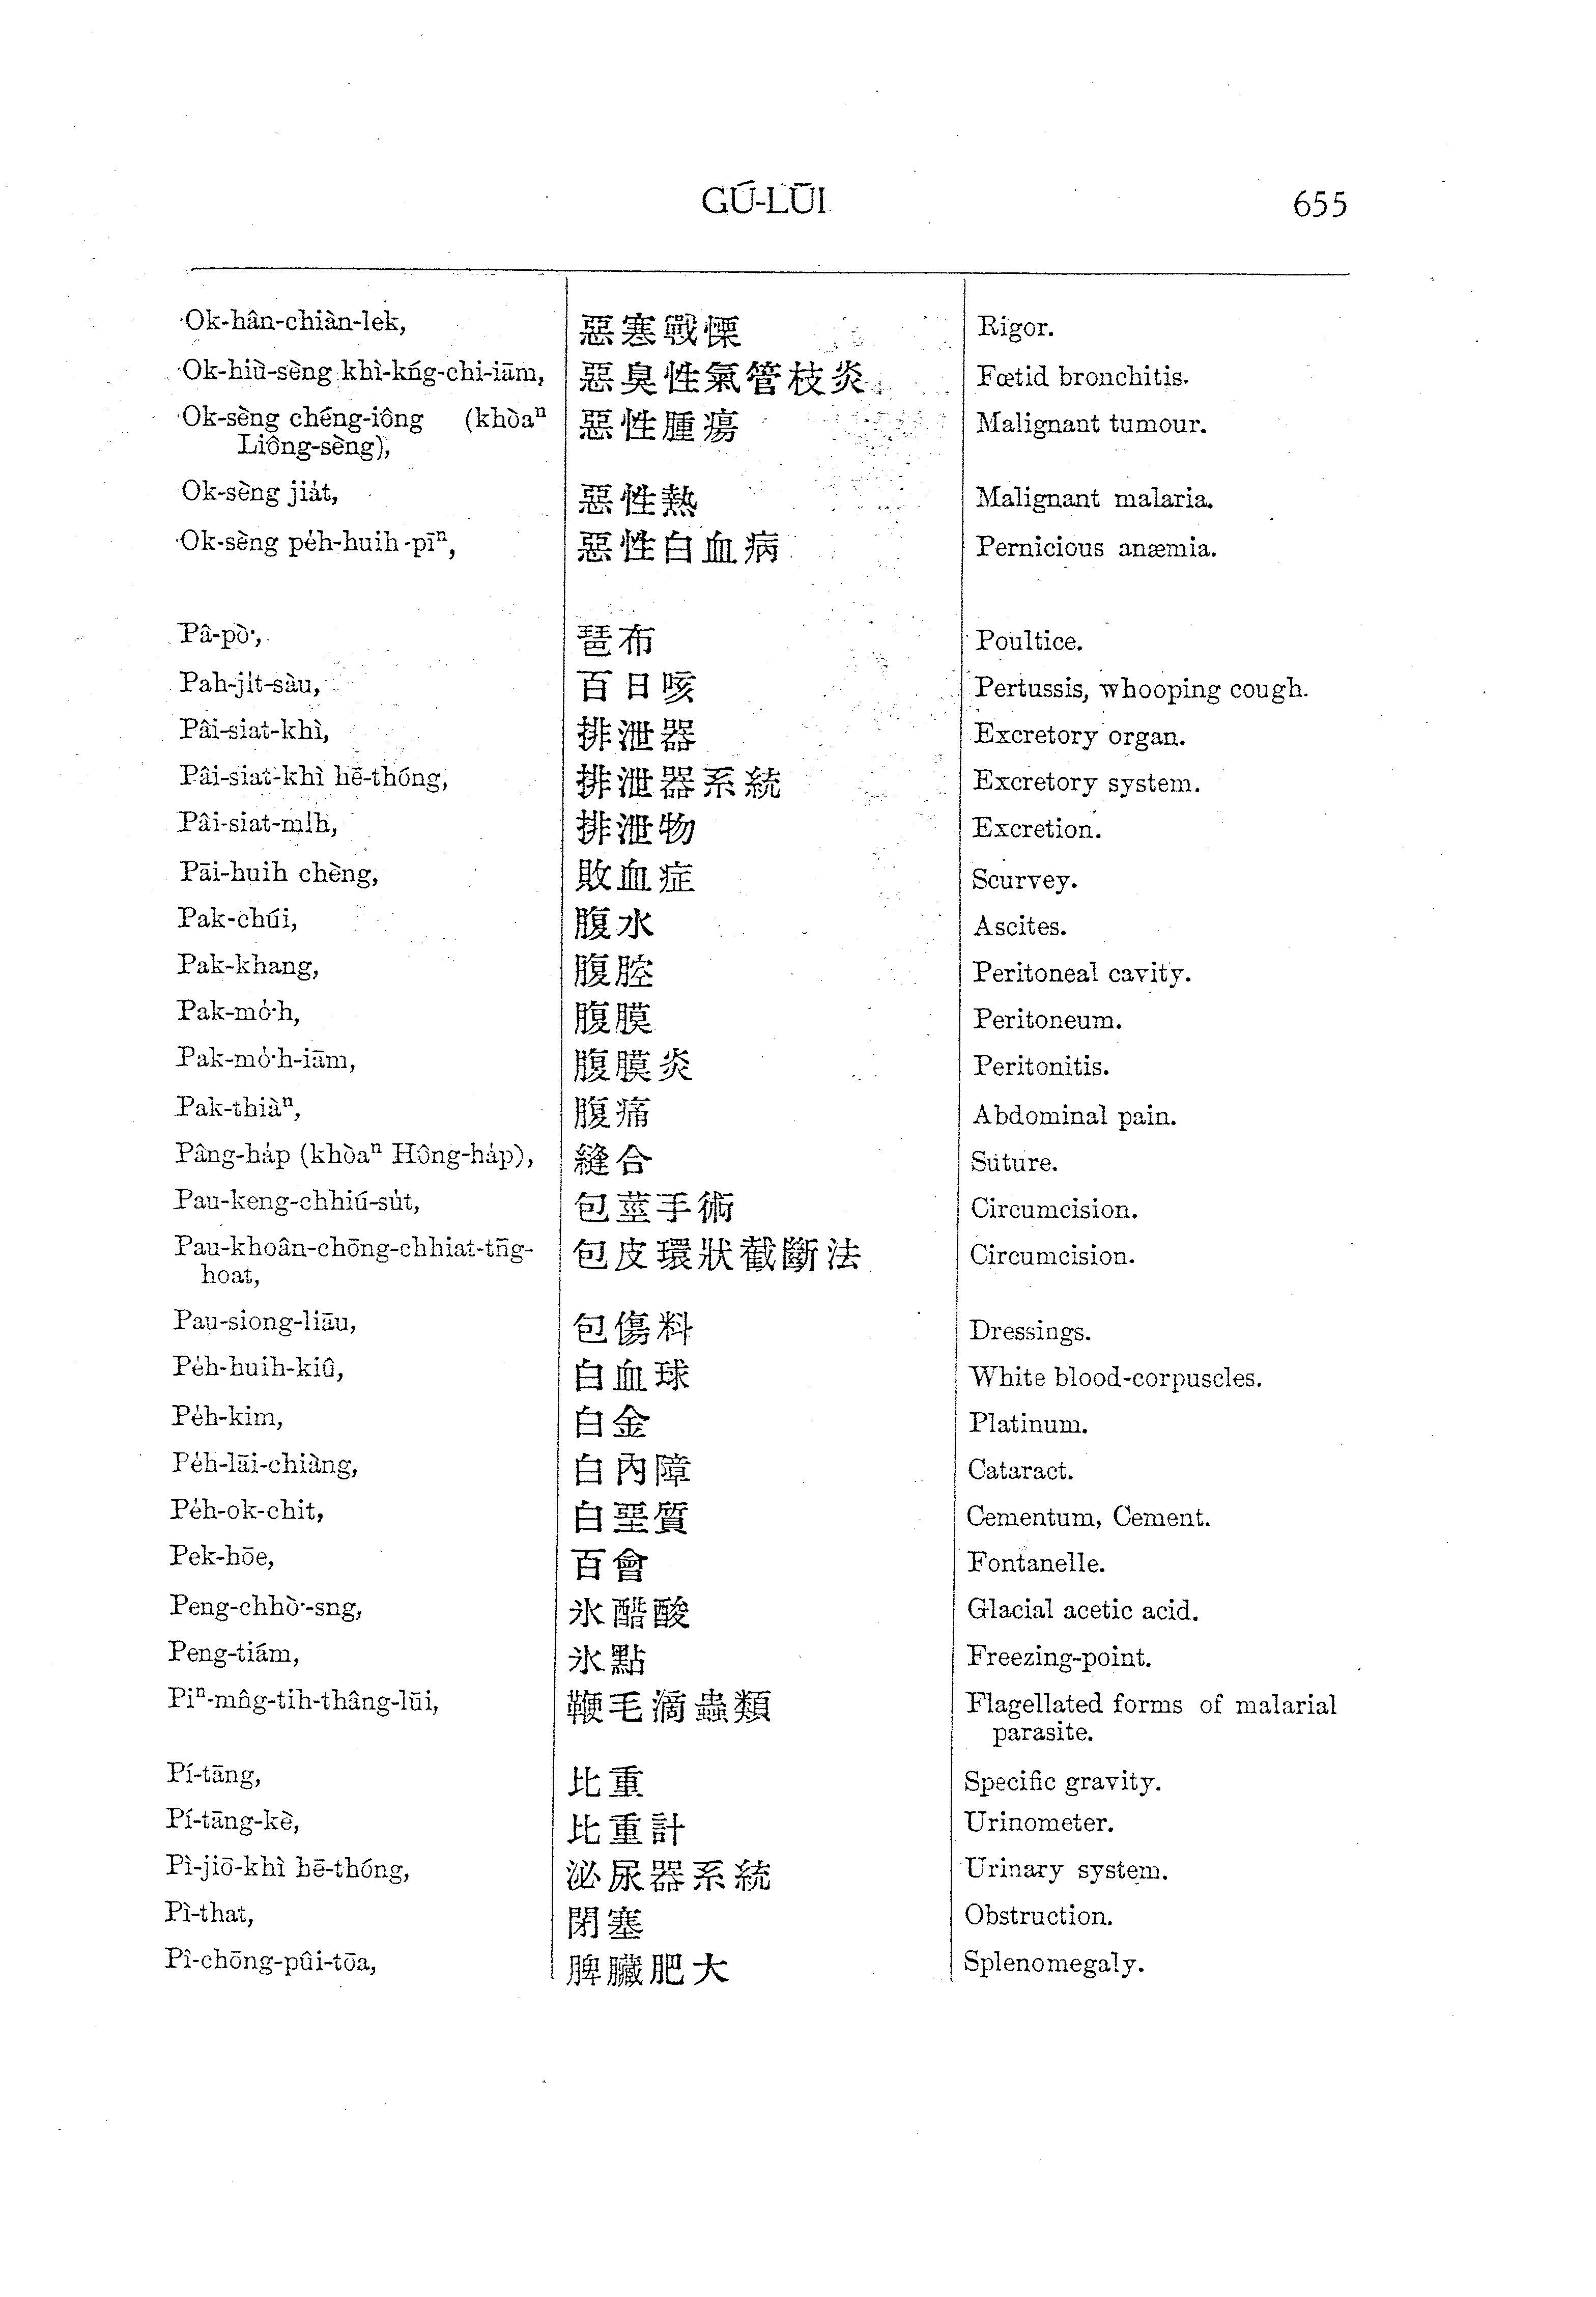 GÚ-LŪI 655
Ok-hân-chiàn-lek, 惡寒戰慄 Rigor.
Ok-hiù-sèng khì-kńg-chi-iām, 惡臭性氣管枝炎 Fœtid bronchitis.
Ok-sèng chéng-iông (khòaⁿ 惡性腫瘍 Malignant tumour.
Liông-sèng),
Ok-sèng jia̍t, 惡性熱 Malignant malaria.
Ok-sèng pe̍h-huih-pīⁿ, 惡性白血病 Pernicious anæmia.
Pâ-pò͘, 琶布 Poultice.
Pah-ji̍t-sàu, 百日咳 Pertussis, whooping cough.
Pâi-siat-khì, 排泄器 Excretory organ.
Pâi-siat-khì hē-thóng, 排泄器系統 Excretory system.
Pâi-siat-mi̍h, 排泄物 Excretion.
Pāi-huih chèng, 敗血症 Scurvey.
Pak-chúi, 腹水 Ascites.
Pak-khang, 腹腔 Peritoneal cavity.
Pak-mo̍͘h, 腹膜 Peritoneum.
Pak-mo̍͘h-iām, 腹膜炎 Peritonitis.
Pak-thiàⁿ, 腹痛 Abdominal pain.
Pâng-ha̍p (khòaⁿ Hông-ha̍p), 縫合 Suture.
Pau-keng-chhiú-su̍t, 包莖手術 Circumcision.
Pau-khoân-chōng-chhiat-tn̄g- 包皮環狀截斷法 Circumcision.
hoat,
Pau-siong-liāu, 包傷料 Dressings.
Pe̍h-huih-kiû, 白血球 White blood-corpuscles.
Pe̍h-kim, 白金 Platinum.
Pe̍h-lāi-chiàng, 白內障 Cataract.
Pe̍h-ok-chit, 白堊質 Cementum, Cement.
Pek-hōe, 百會 Fontanelle.
Peng-chhò͘-sng, 氷醋酸 Glacial acetic acid.
Peng-tiám, 氷點 Freezing-point.
Piⁿ-mn̂g-tih-thâng-lūi, 鞭毛滴蟲類 Flagellated forms of malarial
parasite.
Pí-tāng, 比重 Specific gravity.
Pí-tāng-kè, 比重計 Urinometer.
Pì-jiō-khì hē-thóng, 泌尿器系統 Urinary system.
Pì-that, 閉塞 Obstruction.
Pî-chōng-pûi-tōa, 脾臟肥大 Splenomegaly.